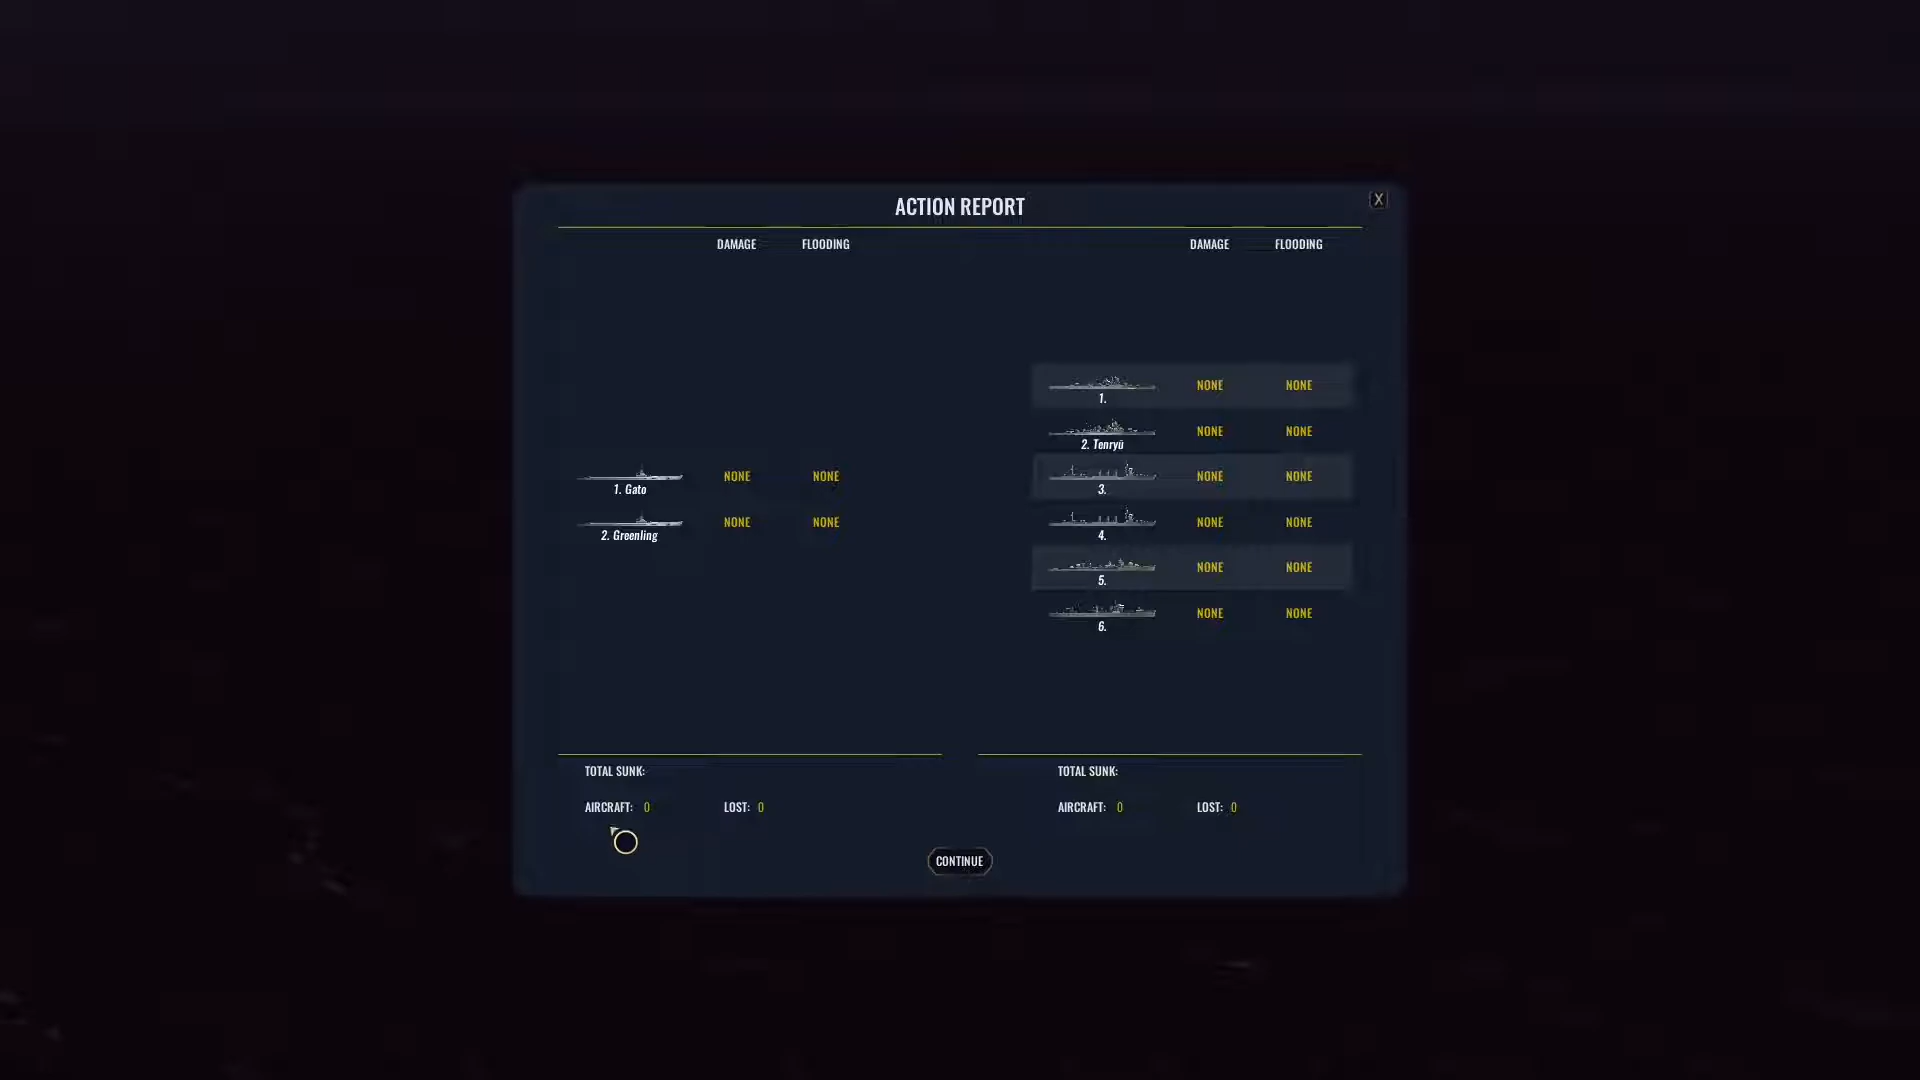 ACTION REPORT
X
DAMAGE FLOODING
DAMAGE FLOODING
1. Gato NONE NONE
2. Greenling NONE NONE
1. NONE NONE
2. Tenryū NONE NONE
3. NONE NONE
4. NONE NONE
5. NONE NONE
6. NONE NONE
TOTAL SUNK:
AIRCRAFT: 0 LOST: 0
TOTAL SUNK:
AIRCRAFT: 0 LOST: 0
CONTINUE